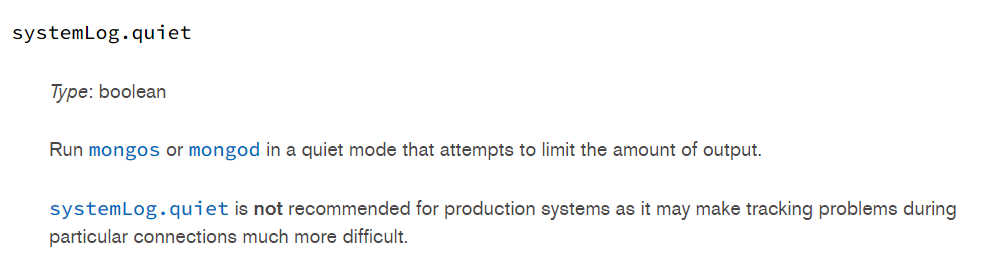 systemLog.quiet
Type: boolean
Run mongos or mongod in a quiet mode that attempts to limit the amount of output.
systemLog.quiet is not recommended for production systems as it may make tracking problems during
particular connections much more difficult.